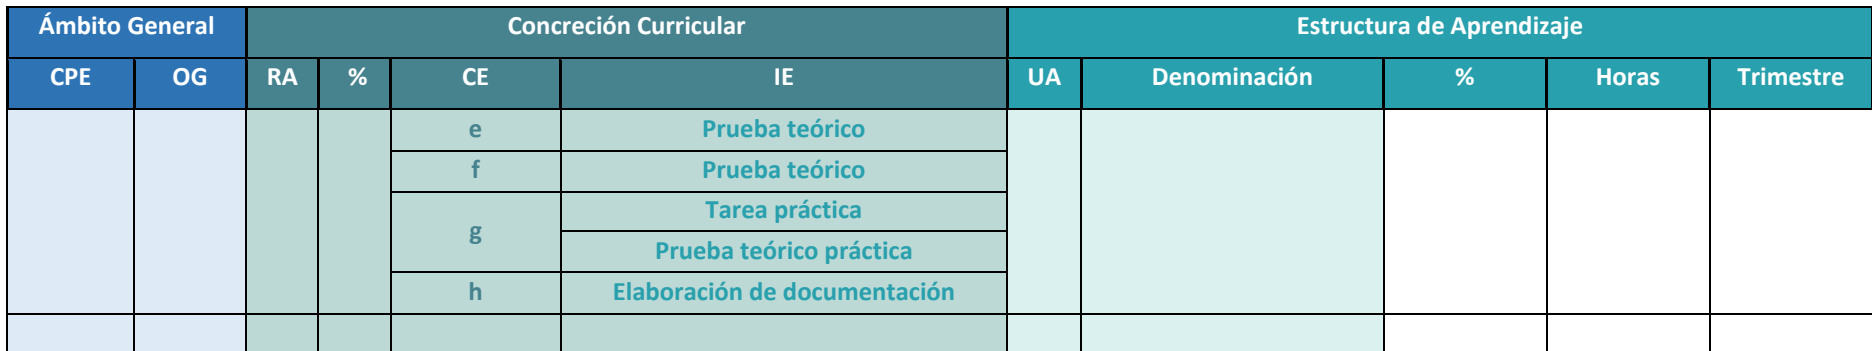 Ámbito General Concreción Curricular Estructura de Aprendizaje
CPE OG RA % CE IE UA Denominación % Horas Trimestre
e Prueba teórico
f Prueba teórico
g Tarea práctica
Prueba teórico práctica
h Elaboración de documentación